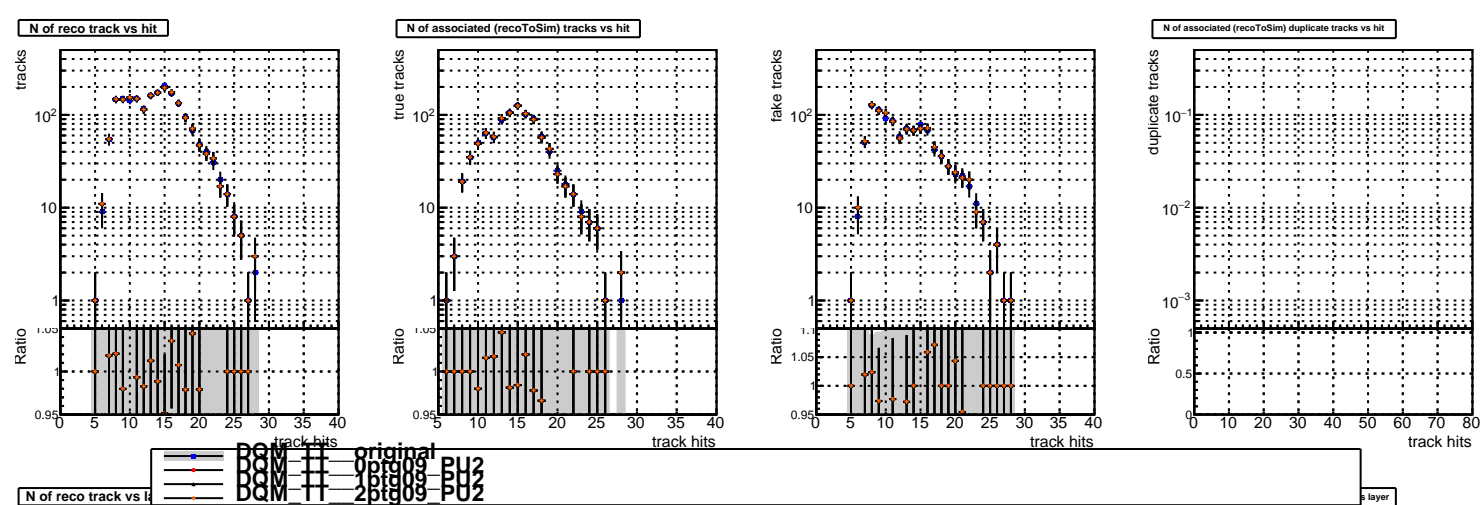 N of reco track vs hit
N of associated (recoToSim) tracks vs hit
N of associated (recoToSim) duplicate tracks vs hit
tracks
10²
10
1
Ratio
1.05
1
0.95
0 5 10 15 20 25 30 35 40
track hits
true tracks
10²
10
1
Ratio
1.05
1
0.95
0 5 10 15 20 25 30 35 40
track hits
fake tracks
10²
10
1
Ratio
1.1
1.05
1
0.95
0 5 10 15 20 25 30 35 40
track hits
duplicate tracks
10⁻¹
10⁻²
10⁻³
Ratio
1
0.5
0
0 10 20 30 40 50 60 70 80
track hits
DQM_TT__original
DQM_TT__0ptg09_PU2
DQM_TT__1ptg09_PU2
DQM_TT__2ptg09_PU2
N of reco track vs la
s layer